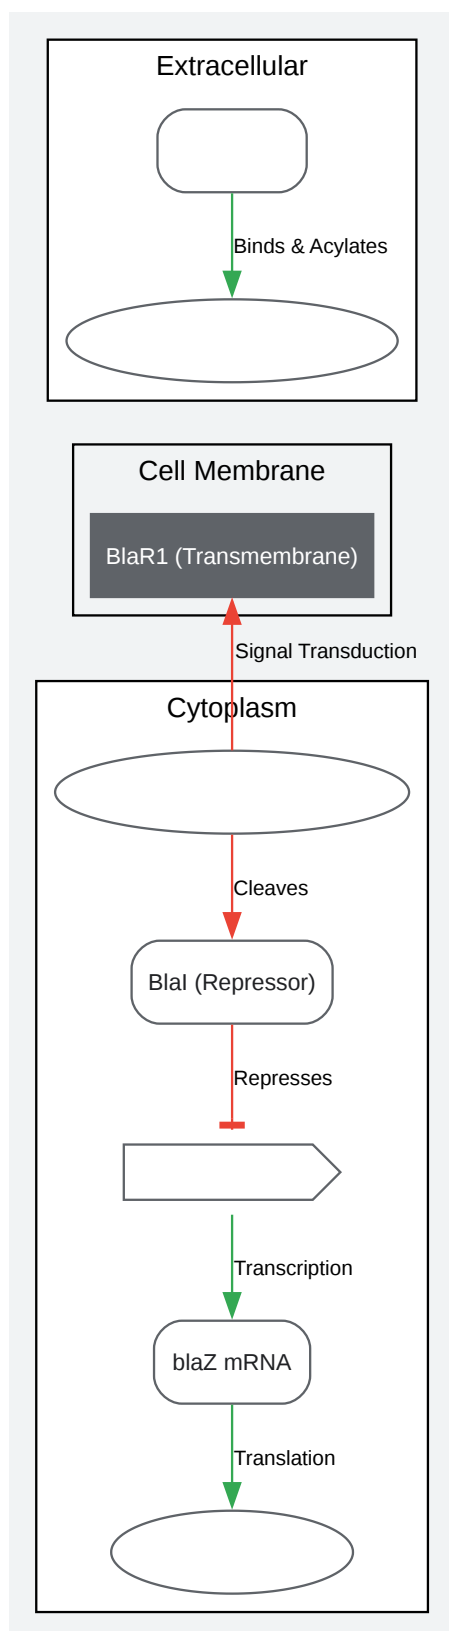 Extracellular
Binds & Acylates
Cell Membrane
BlaR1 (Transmembrane)
Signal Transduction
Cytoplasm
Cleaves
BlaI (Repressor)
Represses
Transcription
blaZ mRNA
Translation